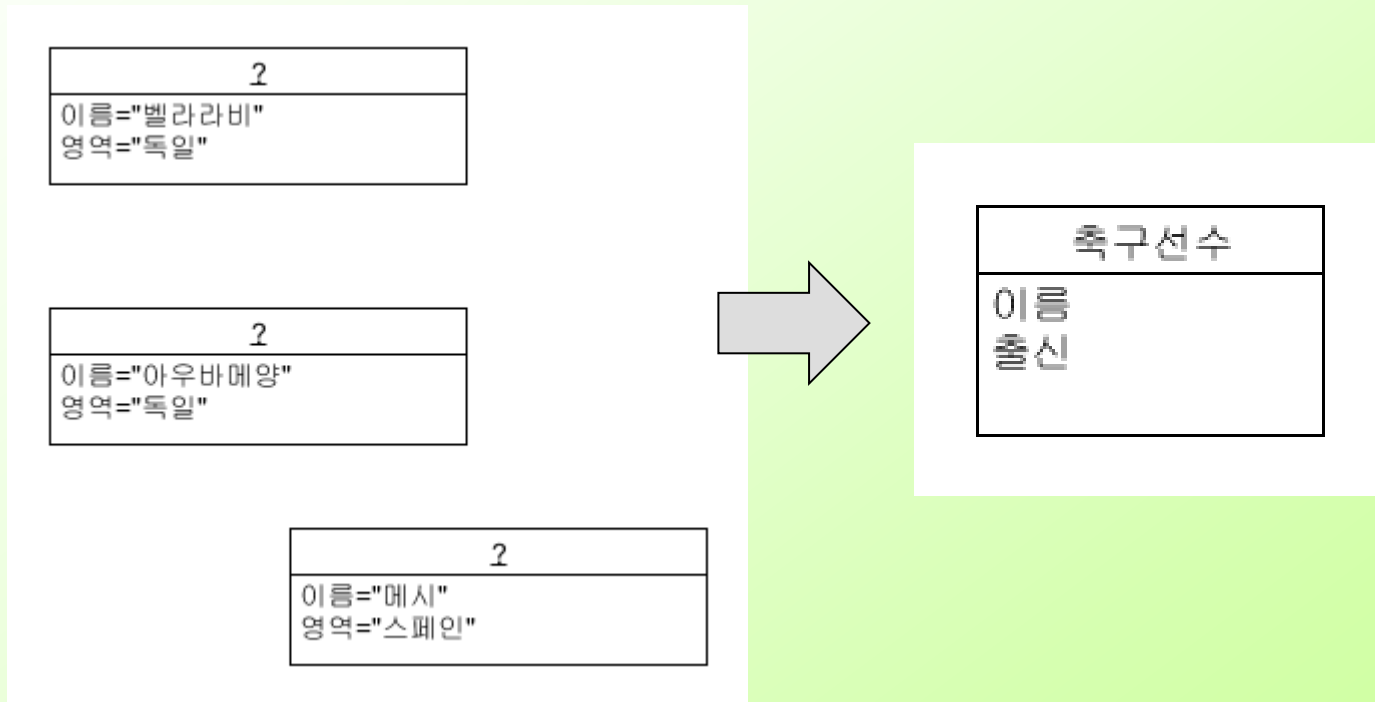 ?
이름="벨라라비"
영역="독일"
?
이름="아우바메양"
영역="독일"
?
이름="메시"
영역="스페인"
축구선수
이름
출신